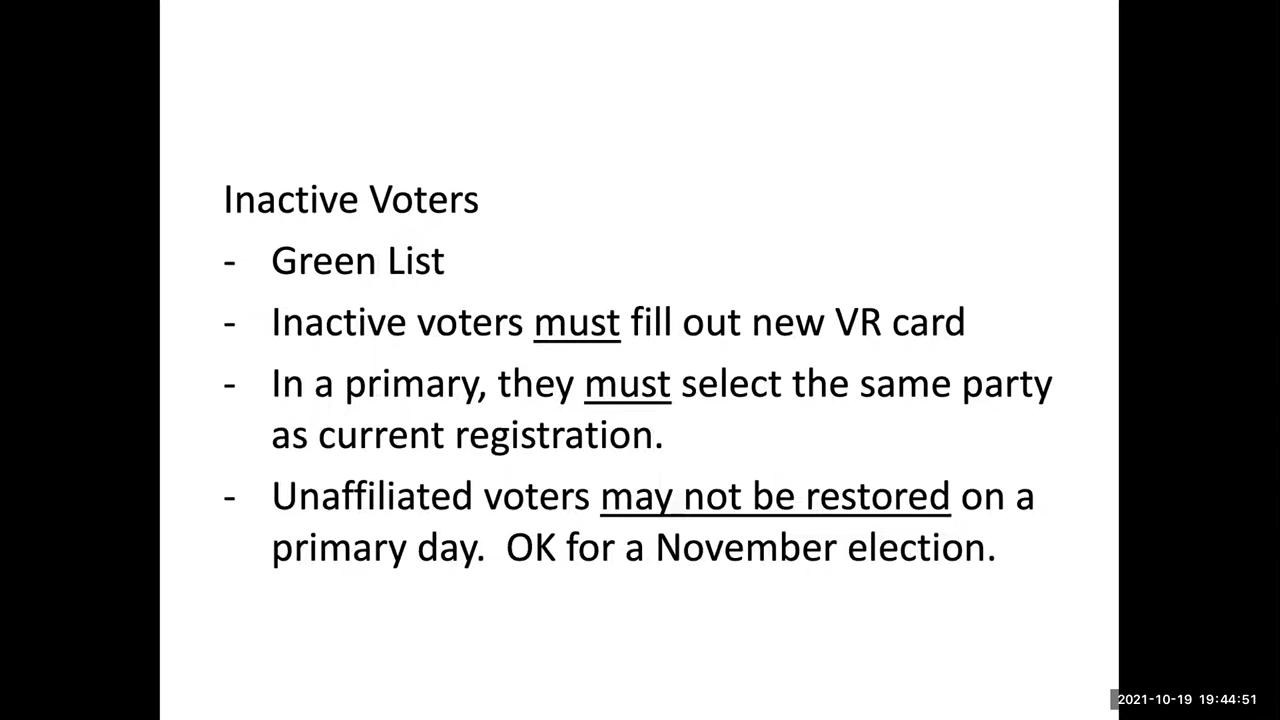 Inactive Voters
- Green List
- Inactive voters must fill out new VR card
- In a primary, they must select the same party
as current registration.
- Unaffiliated voters may not be restored on a
primary day.  OK for a November election.
2021-10-19 19:44:51